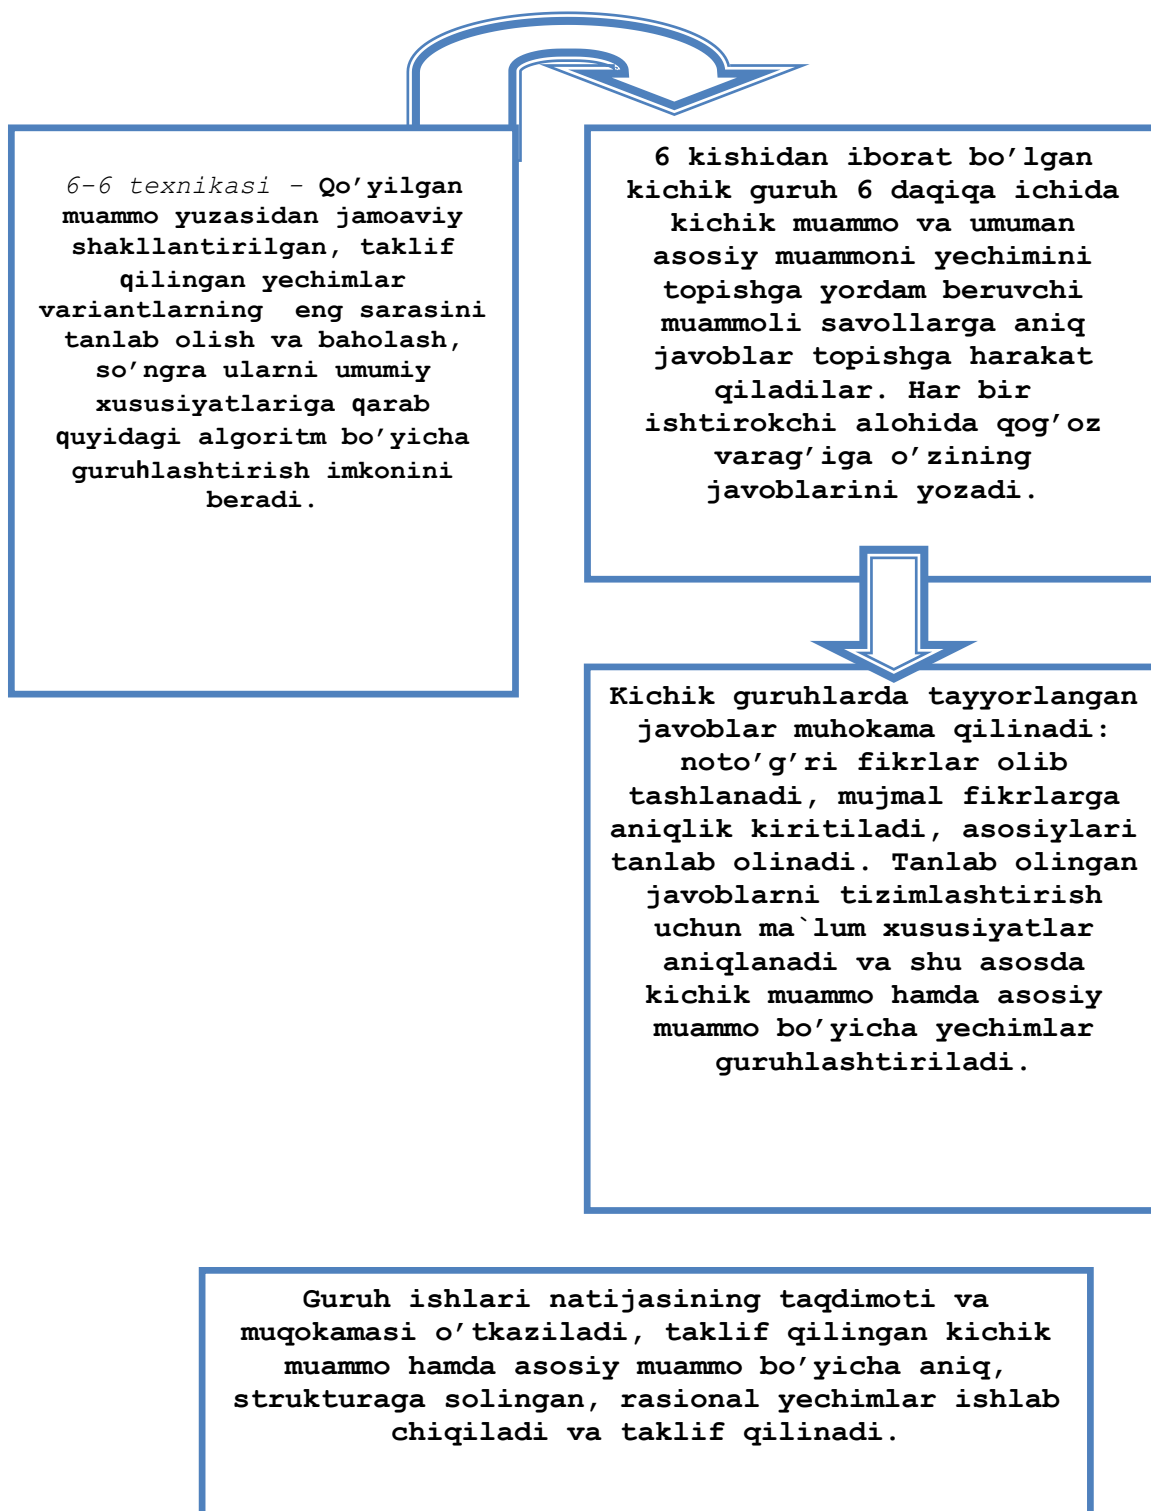 6-6 texnikasi - Qo’yilgan
muammo yuzasidan jamoaviy
shakllantirilgan, taklif
qilingan yechimlar
variantlarning eng sarasini
tanlab olish va baholash,
so’ngra ularni umumiy
xususiyatlariga qarab
quyidagi algoritm bo’yicha
guruhlashtirish imkonini
beradi.
6 kishidan iborat bo’lgan
kichik guruh 6 daqiqa ichida
kichik muammo va umuman
asosiy muammoni yechimini
topishga yordam beruvchi
muammoli savollarga aniq
javoblar topishga harakat
qiladilar. Har bir
ishtirokchi alohida qog’oz
varag’iga o’zining
javoblarini yozadi.
Kichik guruhlarda tayyorlangan
javoblar muhokama qilinadi:
noto’g’ri fikrlar olib
tashlanadi, mujmal fikrlarga
aniqlik kiritiladi, asosiylari
tanlab olinadi. Tanlab olingan
javoblarni tizimlashtirish
uchun ma`lum xususiyatlar
aniqlanadi va shu asosda
kichik muammo hamda asosiy
muammo bo’yicha yechimlar
guruhlashtiriladi.
Guruh ishlari natijasining taqdimoti va
muqokamasi o’tkaziladi, taklif qilingan kichik
muammo hamda asosiy muammo bo’yicha aniq,
strukturaga solingan, rasional yechimlar ishlab
chiqiladi va taklif qilinadi.